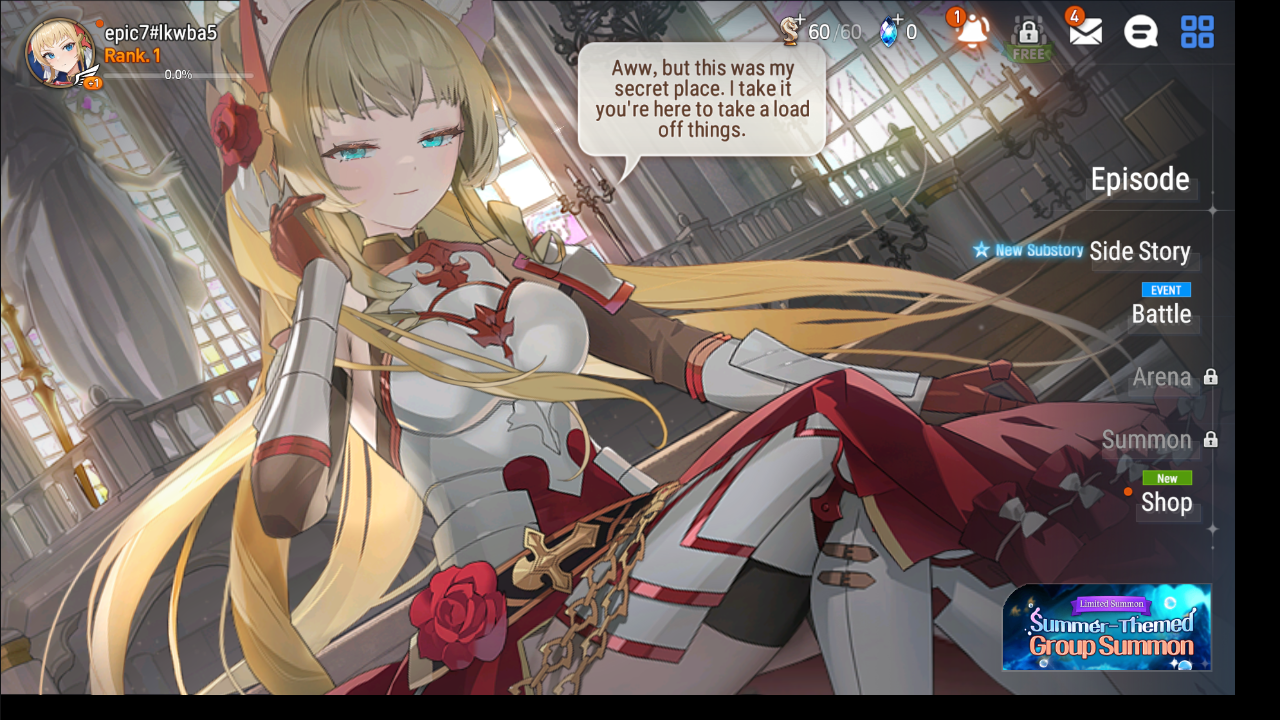 epic7#lkwba5
Rank. 1
+1
0.0%
60/60
0
1
FREE
4
Aww, but this was my
secret place. I take it
you're here to take a load
off things.
Episode
New Substory Side Story
EVENT
Battle
Arena
Summon
New
Shop
Limited Summon
Summer-Themed
Group Summon